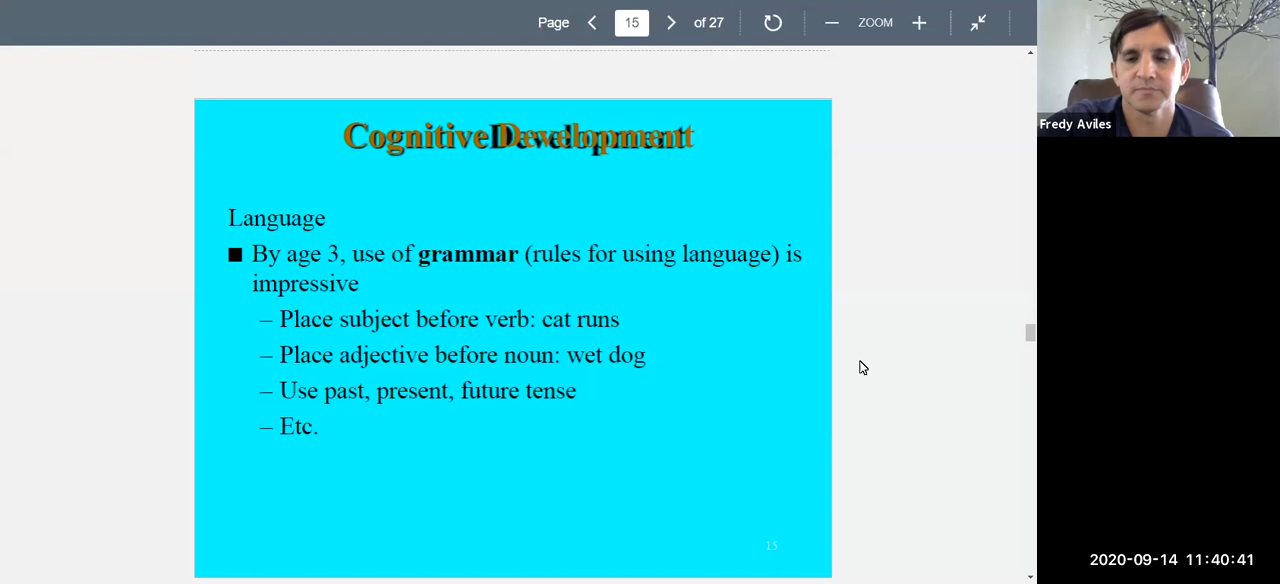 Page 15 of 27 ZOOM
Fredy Aviles
Cognitive Development
Language
■ By age 3, use of grammar (rules for using language) is
impressive
– Place subject before verb: cat runs
– Place adjective before noun: wet dog
– Use past, present, future tense
– Etc.
15
2020-09-14 11:40:41